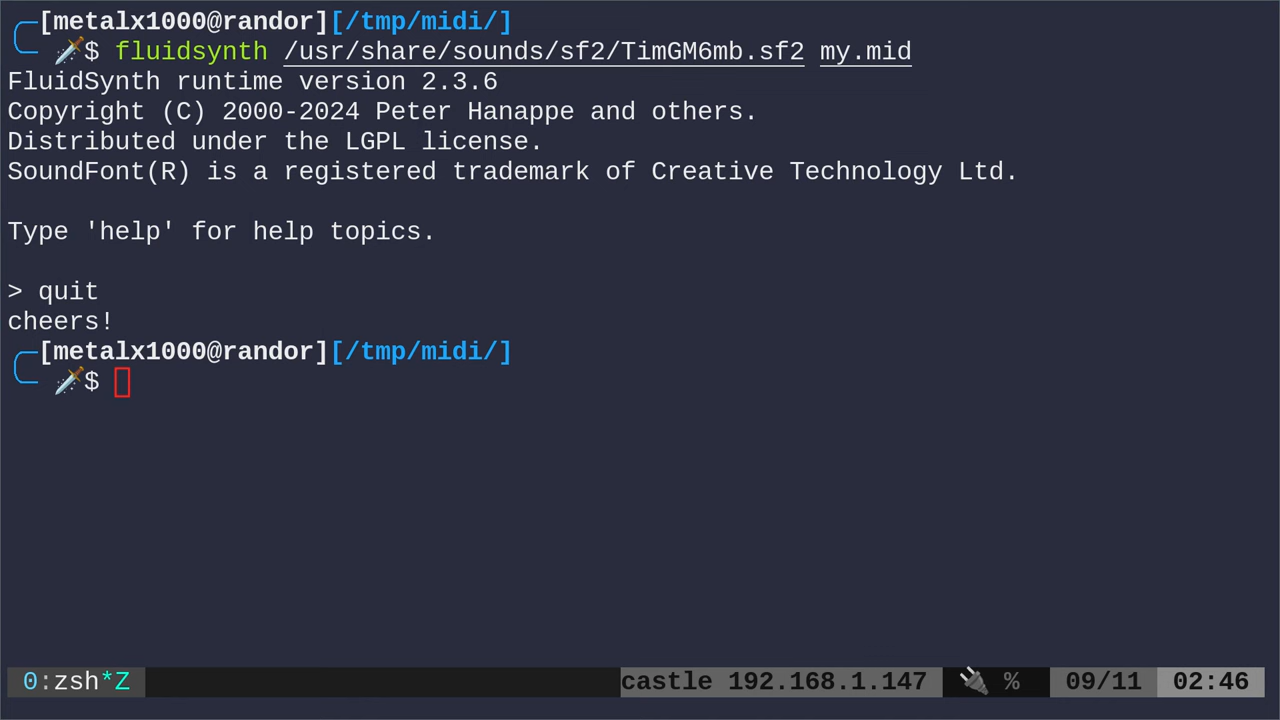 [metalx1000@randor][/tmp/midi/]
$ fluidsynth /usr/share/sounds/sf2/TimGM6mb.sf2 my.mid
FluidSynth runtime version 2.3.6
Copyright (C) 2000-2024 Peter Hanappe and others.
Distributed under the LGPL license.
SoundFont(R) is a registered trademark of Creative Technology Ltd.
Type 'help' for help topics.
> quit
cheers!
[metalx1000@randor][/tmp/midi/]
$
0:zsh*Z castle 192.168.1.147 % 09/11 02:46